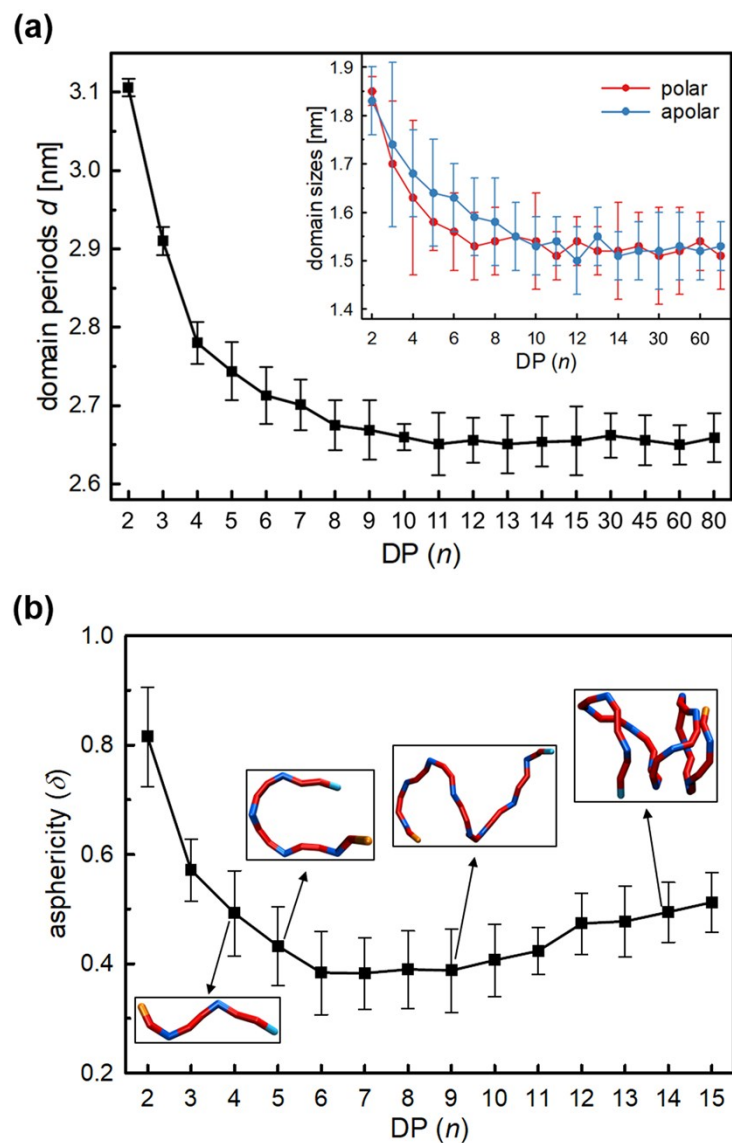 (a)
3.1
3.0
2.9
2.8
2.7
2.6
domain periods d [nm]
2 3 4 5 6 7 8 9 10 11 12 13 14 15 30 45 60 80
DP (n)
1.9
1.8
1.7
1.6
1.5
1.4
domain sizes [nm]
polar
apolar
2 4 6 8 10 12 14 30 60
DP (n)
(b)
1.0
0.8
0.6
0.4
0.2
asphericity (δ)
2 3 4 5 6 7 8 9 10 11 12 13 14 15
DP (n)